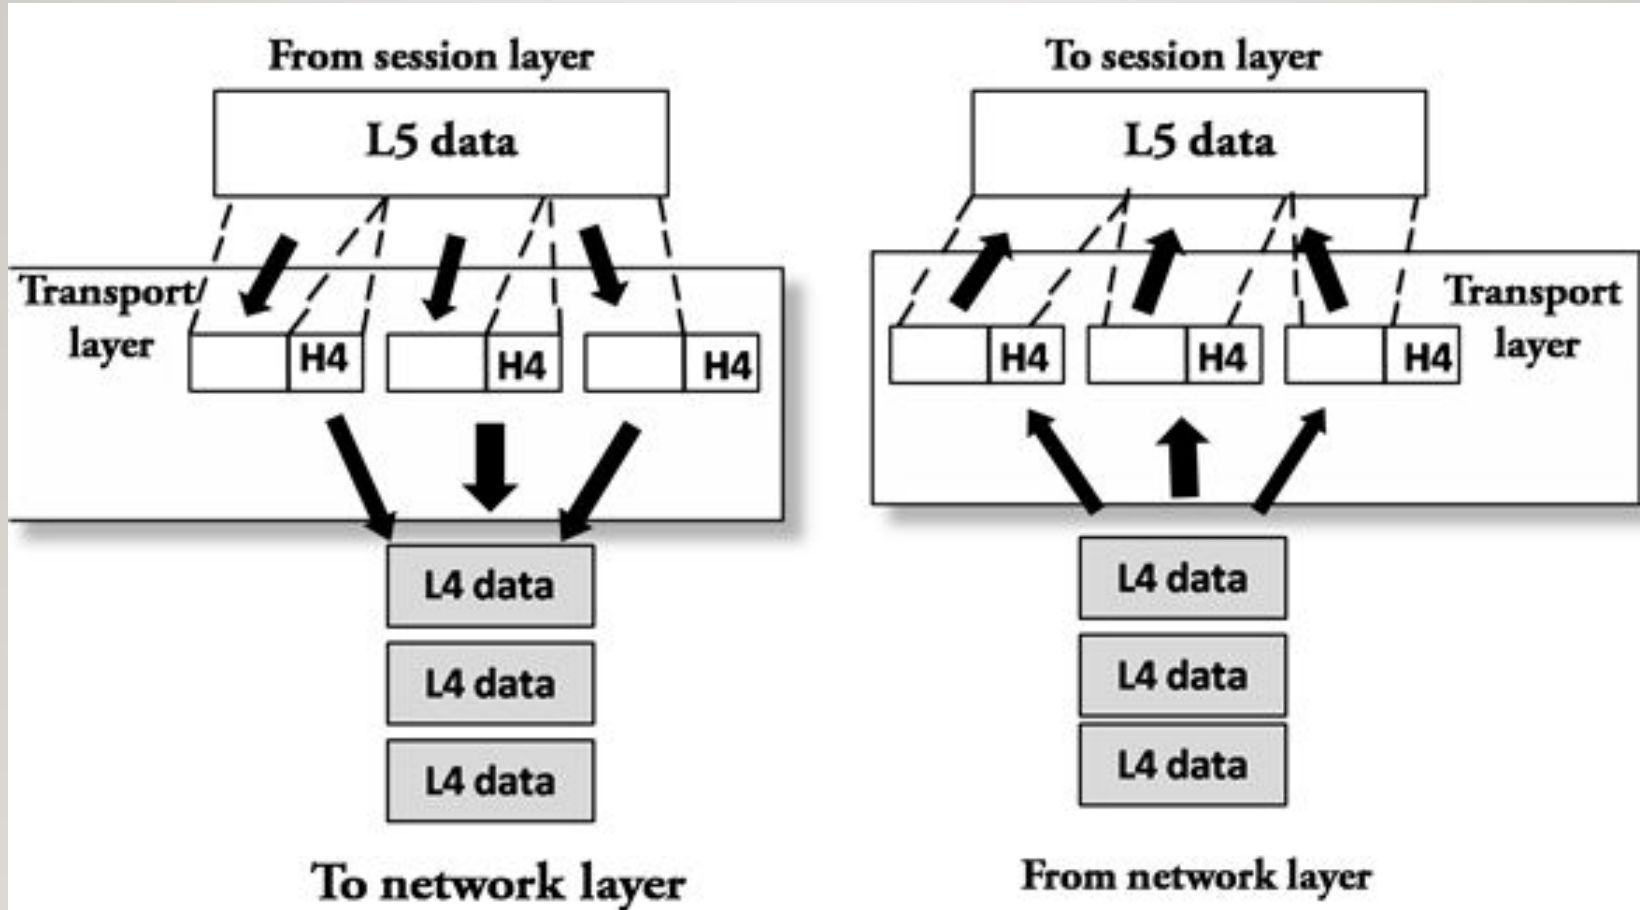 From session layer
L5 data
Transport
layer
H4
H4
H4
L4 data
L4 data
L4 data
To network layer
To session layer
L5 data
Transport
layer
H4
H4
H4
L4 data
L4 data
L4 data
From network layer